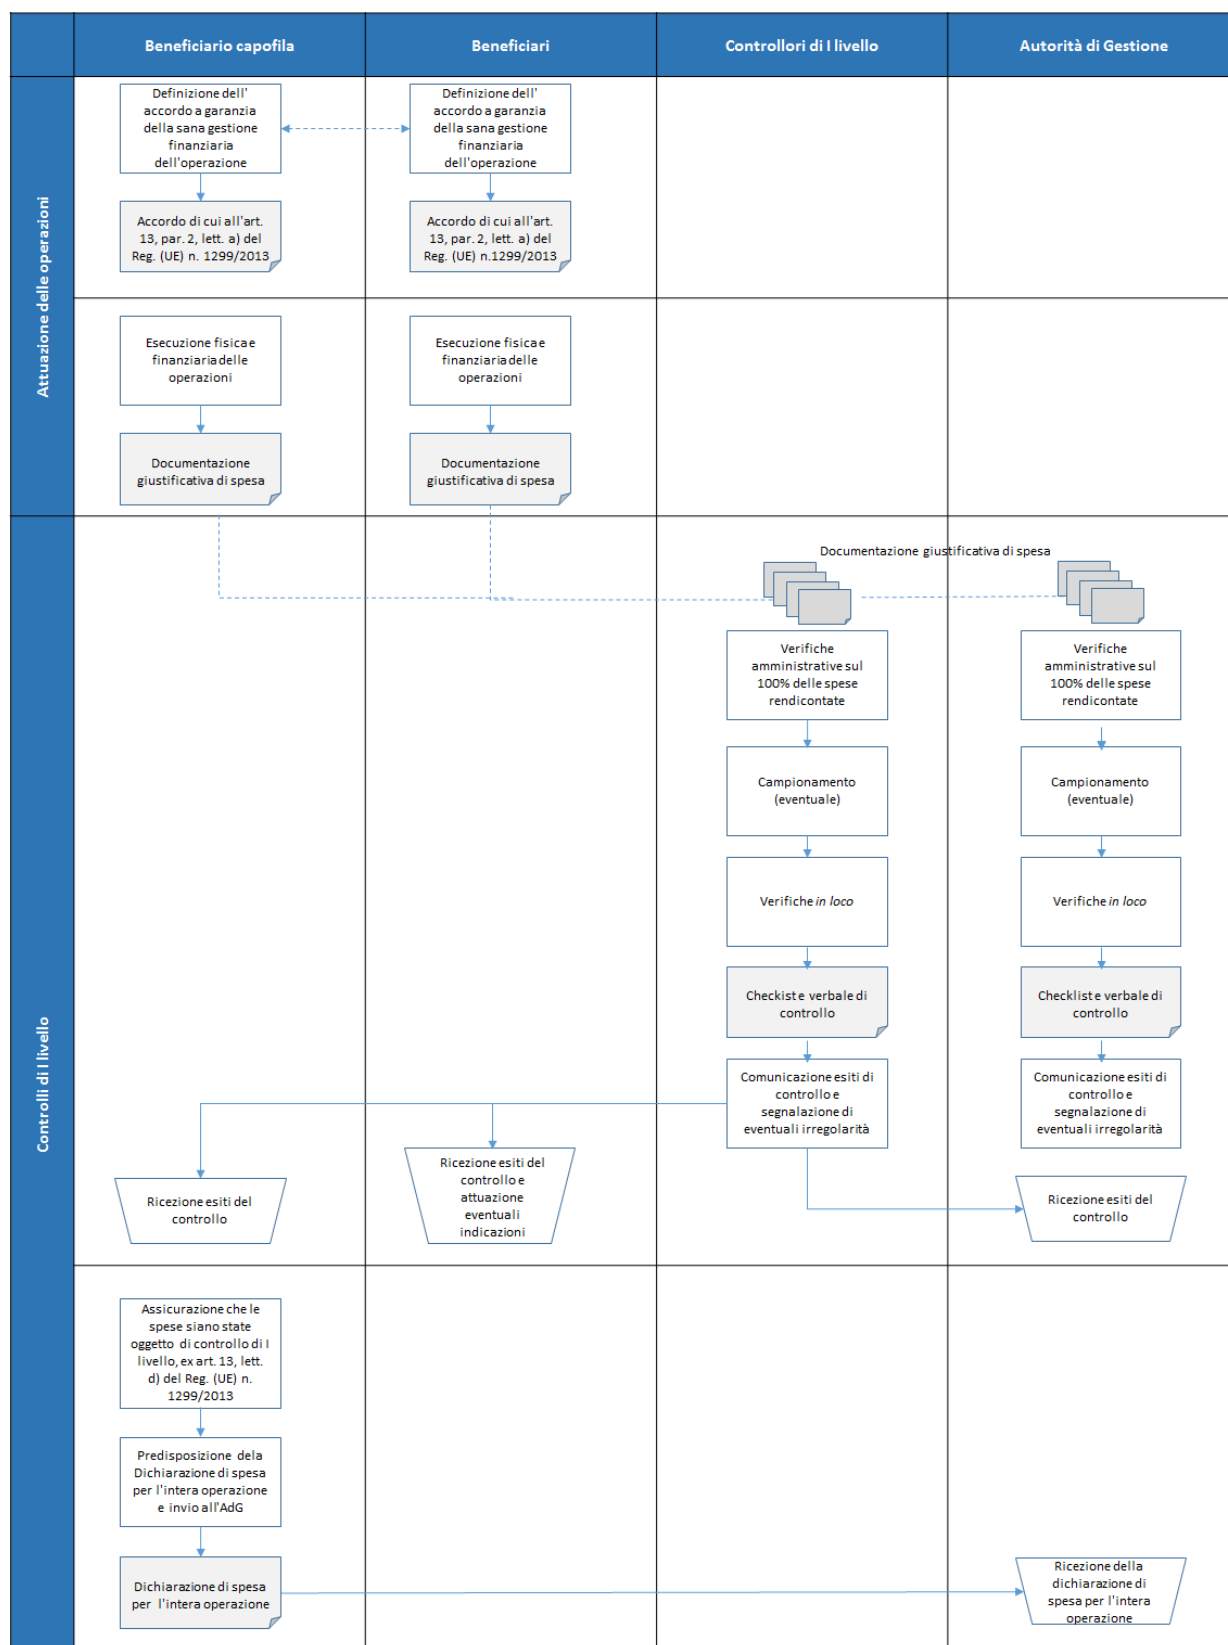 Beneficiario capofila
Beneficiari
Controllori di I livello
Autorità di Gestione
Attuazione delle operazioni
Definizione dell'
accordo a garanzia
della sana gestione
finanziaria
dell'operazione
Definizione dell'
accordo a garanzia
della sana gestione
finanziaria
dell'operazione
Accordo di cui all'art.
13, par. 2, lett. a) del
Reg. (UE) n. 1299/2013
Accordo di cui all'art.
13, par. 2, lett. a) del
Reg. (UE) n.1299/2013
Esecuzione fisica e
finanziaria delle
operazioni
Esecuzione fisica e
finanziaria delle
operazioni
Documentazione
giustificativa di spesa
Documentazione
giustificativa di spesa
Controlli di I livello
Documentazione giustificativa di spesa
Verifiche
amministrative sul
100% delle spese
rendicontate
Verifiche
amministrative sul
100% delle spese
rendicontate
Campionamento
(eventuale)
Campionamento
(eventuale)
Verifiche in loco
Verifiche in loco
Checkist e verbale di
controllo
Checklist e verbale di
controllo
Comunicazione esiti di
controllo e
segnalazione di
eventuali irregolarità
Comunicazione esiti di
controllo e
segnalazione di
eventuali irregolarità
Ricezione esiti del
controllo
Ricezione esiti del
controllo e
attuazione
eventuali
indicazioni
Ricezione esiti del
controllo
Assicurazione che le
spese siano state
oggetto di controllo di I
livello, ex art. 13, lett.
d) del Reg. (UE) n.
1299/2013
Predisposizione dela
Dichiarazione di spesa
per l'intera operazione
e invio all'AdG
Dichiarazione di spesa
per l'intera operazione
Ricezione della
dichiarazione di
spesa per l'intera
operazione